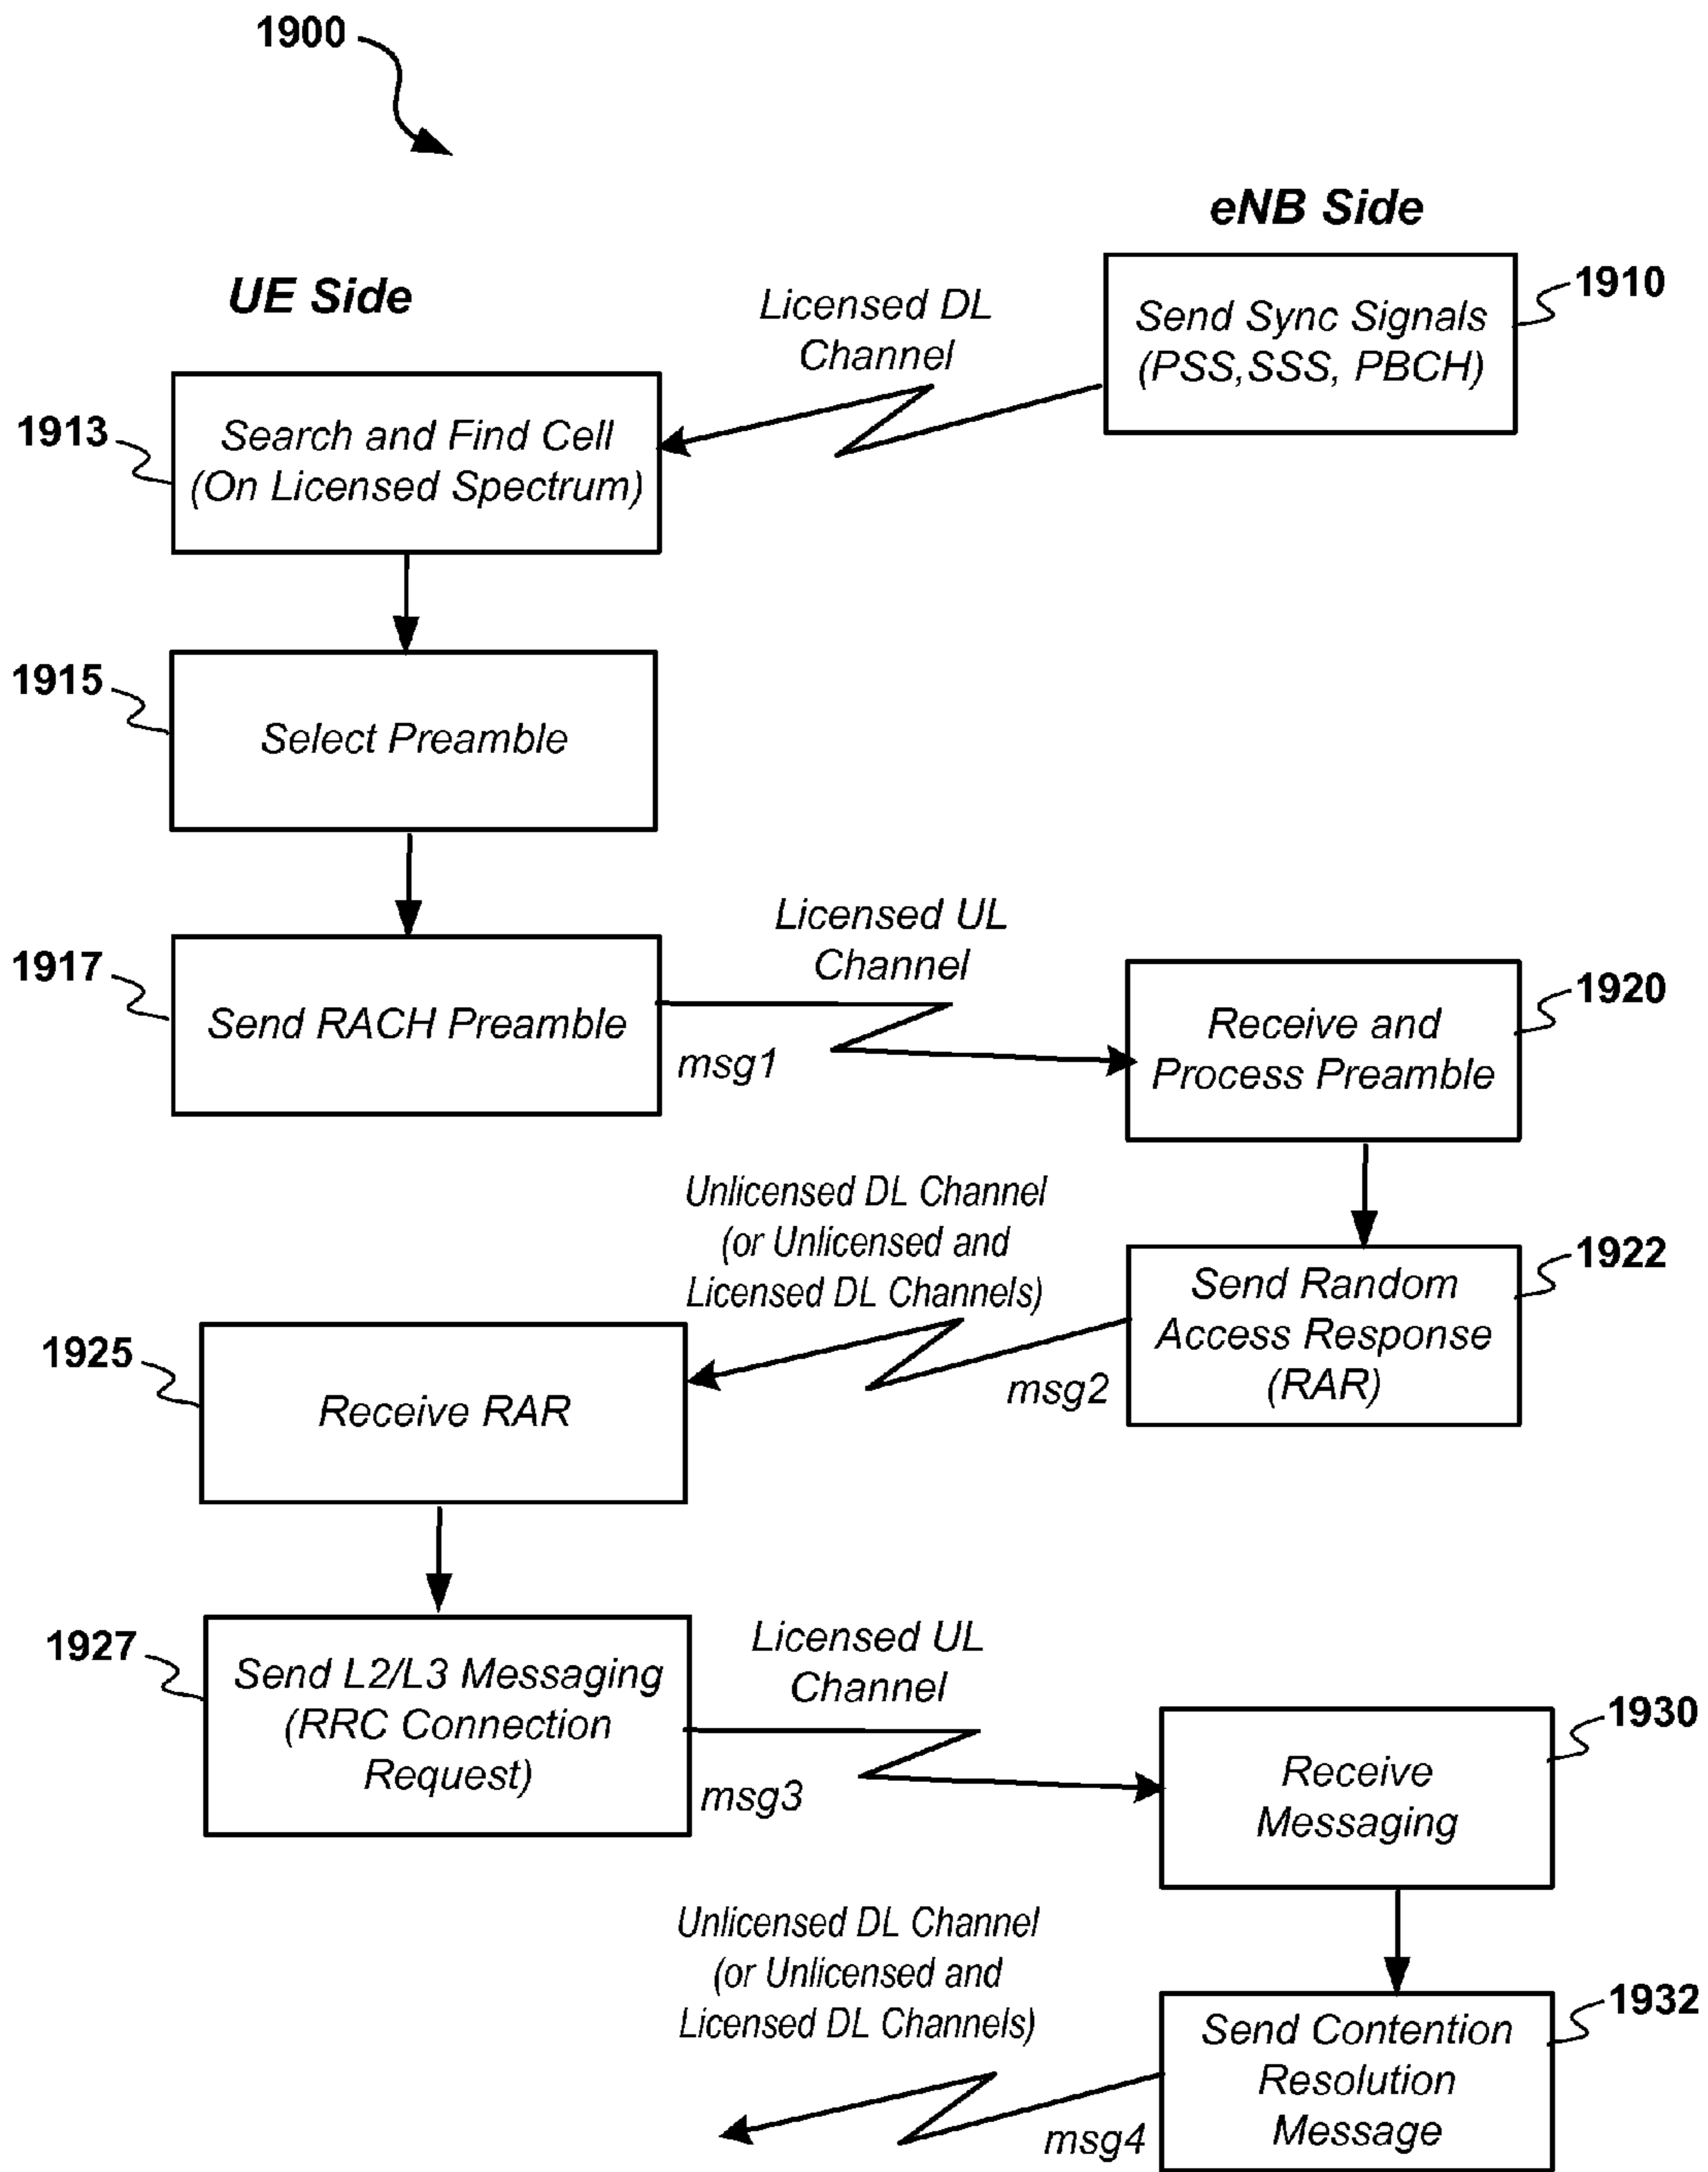 1900
eNB Side
UE Side
Licensed DL
Channel
Send Sync Signals
(PSS,SSS, PBCH)
1910
1913
Search and Find Cell
(On Licensed Spectrum)
1915
Select Preamble
1917
Send RACH Preamble
Licensed UL
Channel
msg1
1920
Receive and
Process Preamble
Unlicensed DL Channel
(or Unlicensed and
Licensed DL Channels)
1922
Send Random
Access Response
(RAR)
msg2
1925
Receive RAR
1927
Send L2/L3 Messaging
(RRC Connection
Request)
Licensed UL
Channel
msg3
1930
Receive
Messaging
Unlicensed DL Channel
(or Unlicensed and
Licensed DL Channels)
1932
Send Contention
Resolution
Message
msg4